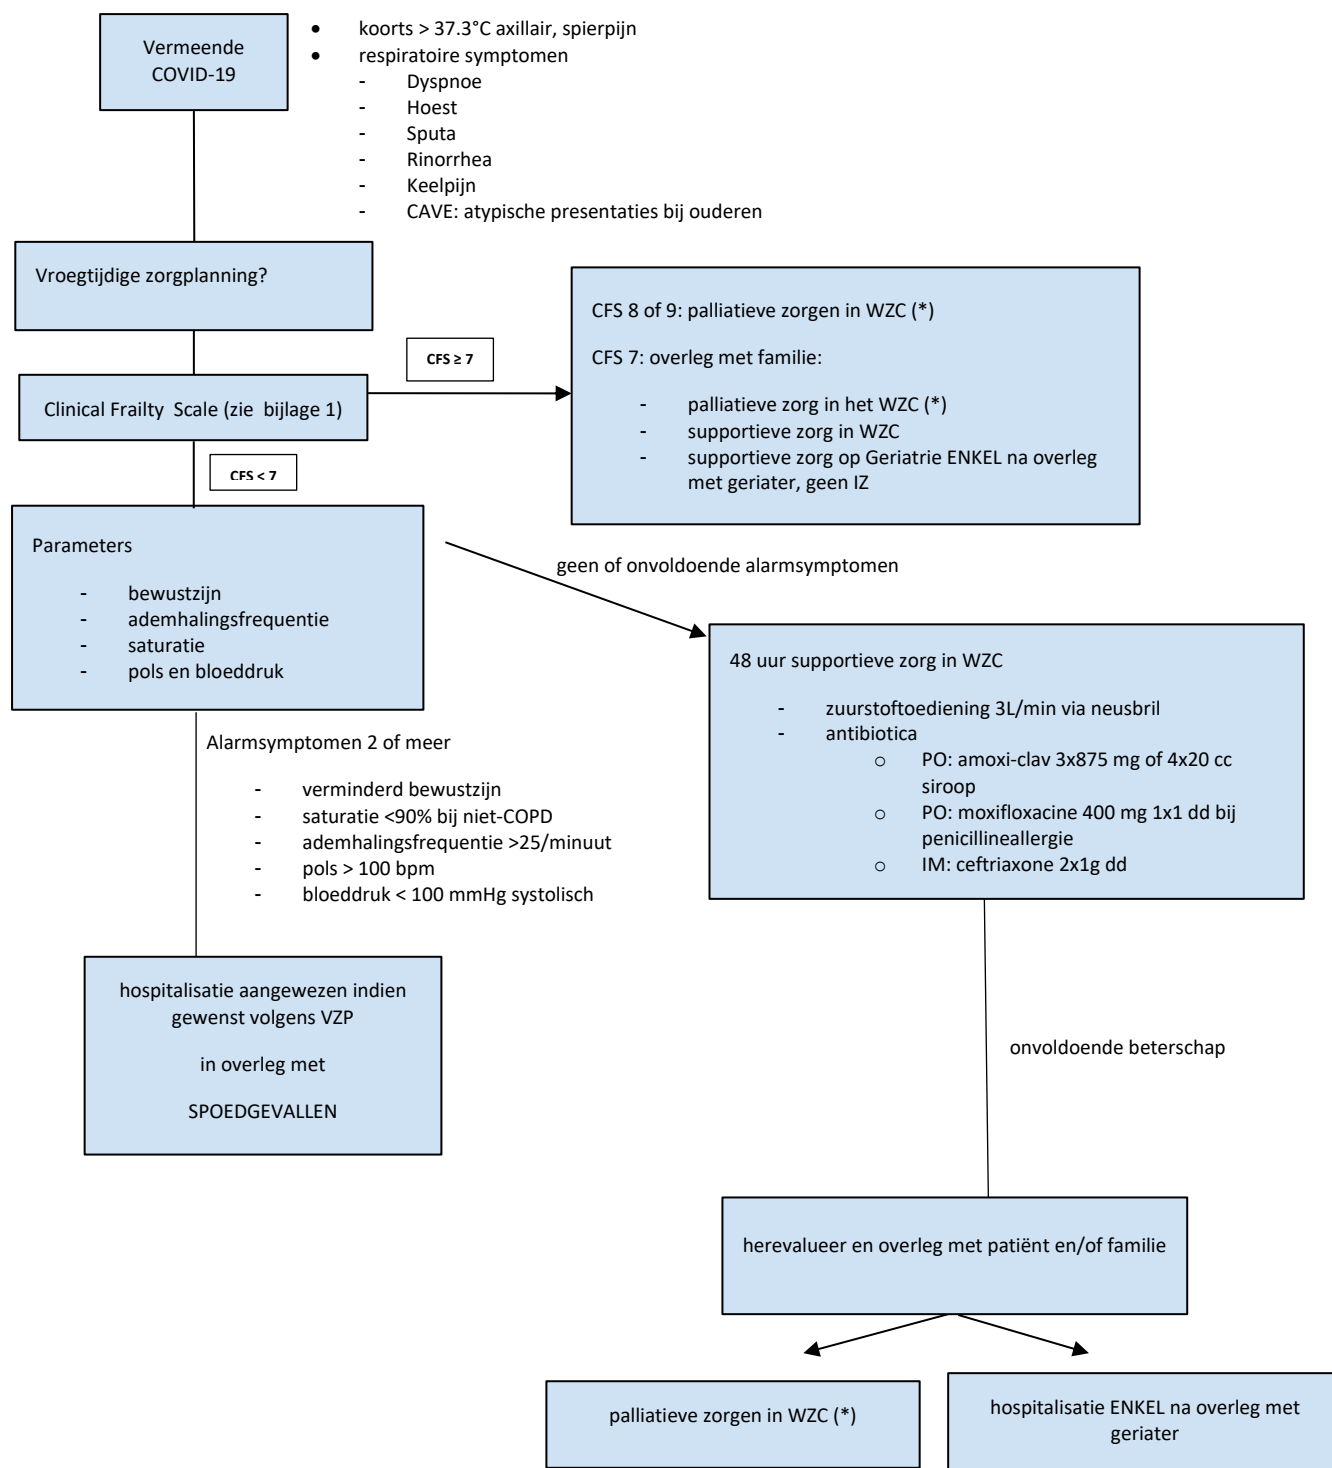 Vermeende
COVID-19
• koorts > 37.3°C axillair, spierpijn
• respiratoire symptomen
- Dyspnoe
- Hoest
- Sputa
- Rinorrhea
- Keelpijn
- CAVE: atypische presentaties bij ouderen
Vroegtijdige zorgplanning?
Clinical Frailty Scale (zie bijlage 1)
CFS ≥ 7
CFS 8 of 9: palliatieve zorgen in WZC (*)
CFS 7: overleg met familie:
- palliatieve zorg in het WZC (*)
- supportieve zorg in WZC
- supportieve zorg op Geriatrie ENKEL na overleg
met geriater, geen IZ
CFS < 7
Parameters
- bewustzijn
- ademhalingsfrequentie
- saturatie
- pols en bloeddruk
geen of onvoldoende alarmsymptomen
48 uur supportieve zorg in WZC
- zuurstoftoediening 3L/min via neusbril
- antibiotica
o PO: amoxi-clav 3x875 mg of 4x20 cc
siroop
o PO: moxifloxacine 400 mg 1x1 dd bij
penicillineallergie
o IM: ceftriaxone 2x1g dd
Alarmsymptomen 2 of meer
- verminderd bewustzijn
- saturatie <90% bij niet-COPD
- ademhalingsfrequentie >25/minuut
- pols > 100 bpm
- bloeddruk < 100 mmHg systolisch
hospitalisatie aangewezen indien
gewenst volgens VZP
in overleg met
SPOEDGEVALLEN
onvoldoende beterschap
herevalueer en overleg met patiënt en/of familie
palliatieve zorgen in WZC (*)
hospitalisatie ENKEL na overleg met
geriater